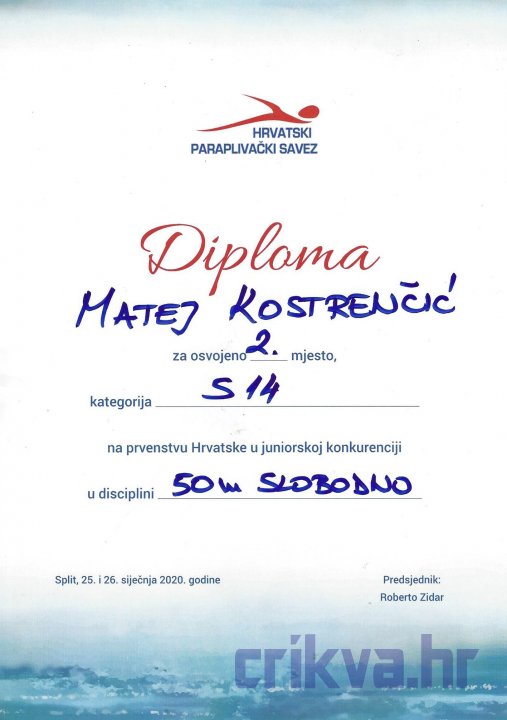 HRVATSKI
PARAPLIVAČKI SAVEZ
Diploma
MATEJ KOSTRENČIĆ
za osvojeno 2. mjesto,
kategorija S 14
na prvenstvu Hrvatske u juniorskoj konkurenciji
u disciplini 50m SLOBODNO
Split, 25. i 26. siječnja 2020. godine
Predsjednik:
Roberto Zidar
crikva.hr